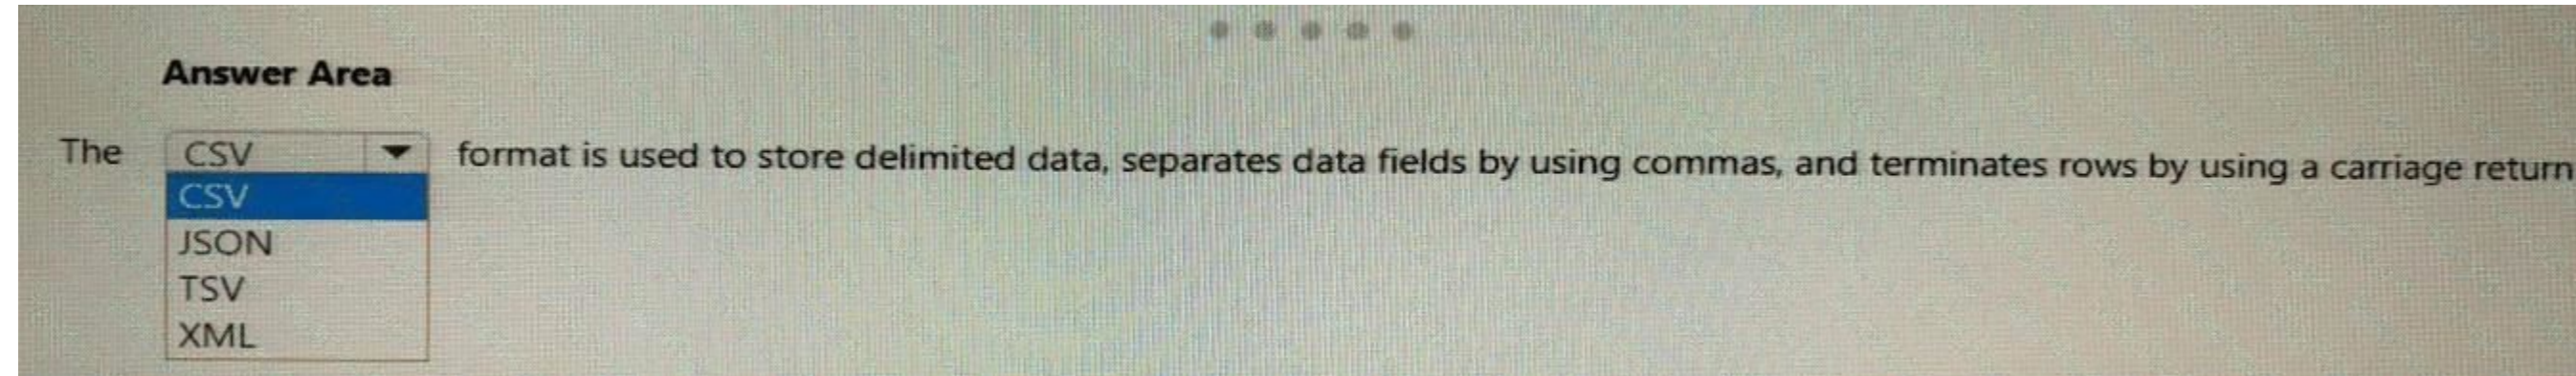 Answer Area
The CSV format is used to store delimited data, separates data fields by using commas, and terminates rows by using a carriage return
CSV
JSON
TSV
XML